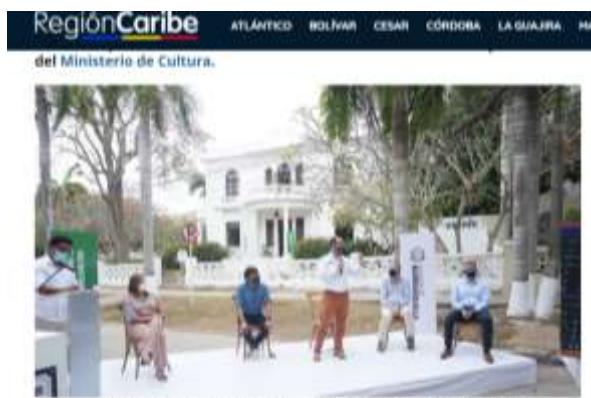 RegiónCaribe ATLÁNTICO BOLÍVAR CESAR CÓRDOBA LA GUAJIRA
del Ministerio de Cultura.